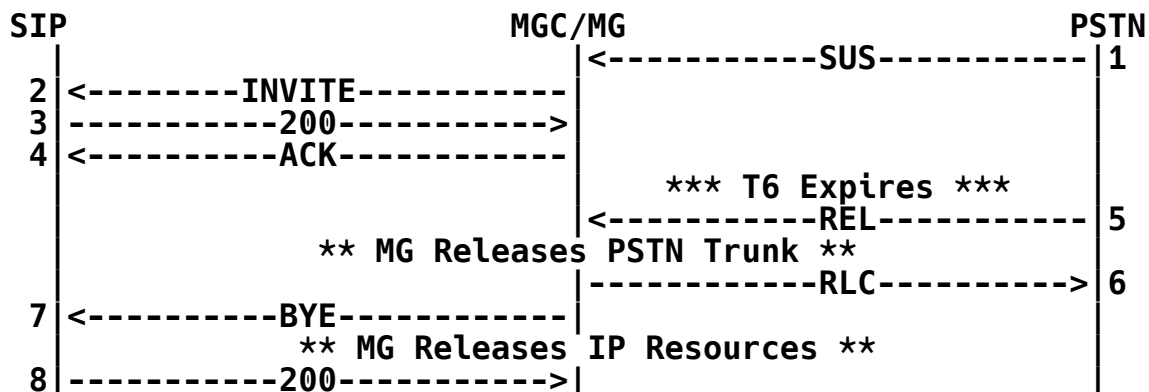 SIP                       MGC/MG                       PSTN
  |                          |<-----------SUS-----------|1
 2|<--------INVITE-----------|                          |
 3|-----------200----------->|                          |
 4|<----------ACK------------|                          |
  |                          |    *** T6 Expires ***    |
  |                          |<-----------REL-----------|5
  |             ** MG Releases PSTN Trunk **            |
  |                          |------------RLC---------->|6
 7|<----------BYE------------|                          |
  |            ** MG Releases IP Resources **           |
 8|-----------200----------->|                          |